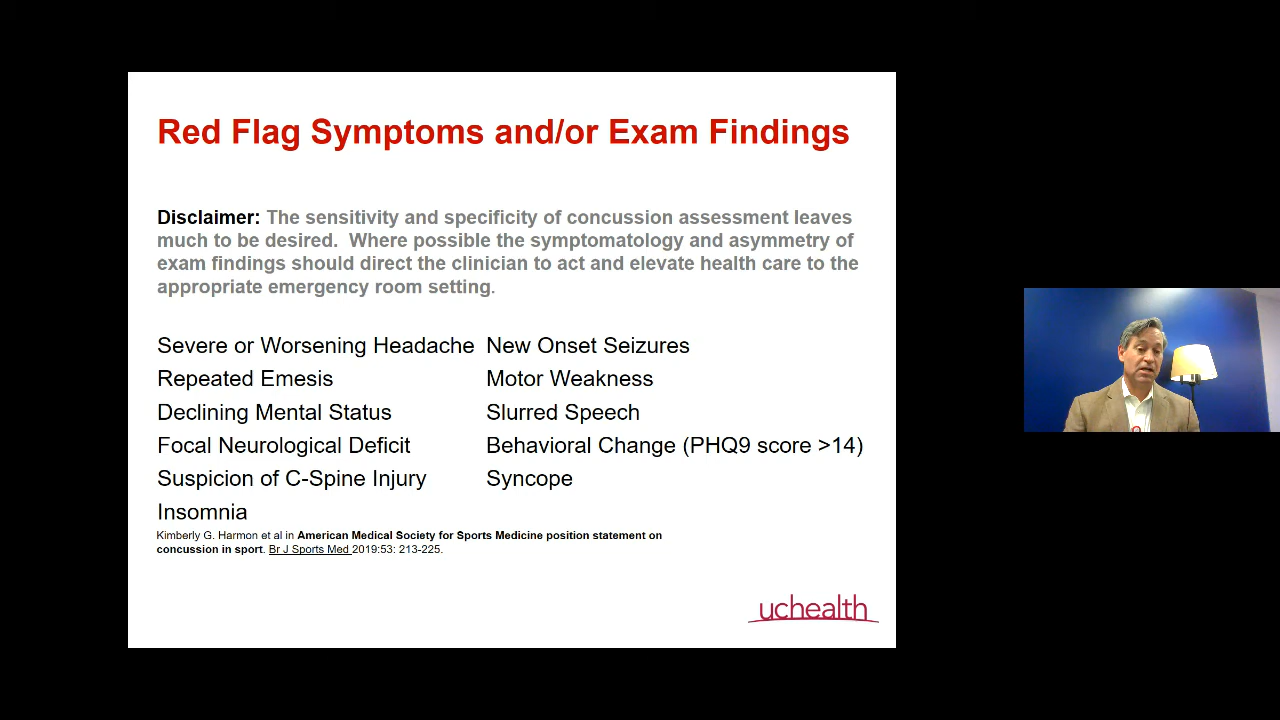 Red Flag Symptoms and/or Exam Findings
Disclaimer: The sensitivity and specificity of concussion assessment leaves
much to be desired.  Where possible the symptomatology and asymmetry of
exam findings should direct the clinician to act and elevate health care to the
appropriate emergency room setting.
Severe or Worsening Headache
Repeated Emesis
Declining Mental Status
Focal Neurological Deficit
Suspicion of C-Spine Injury
Insomnia
New Onset Seizures
Motor Weakness
Slurred Speech
Behavioral Change (PHQ9 score >14)
Syncope
Kimberly G. Harmon et al in American Medical Society for Sports Medicine position statement on
concussion in sport. Br J Sports Med 2019:53: 213-225.
uchealth